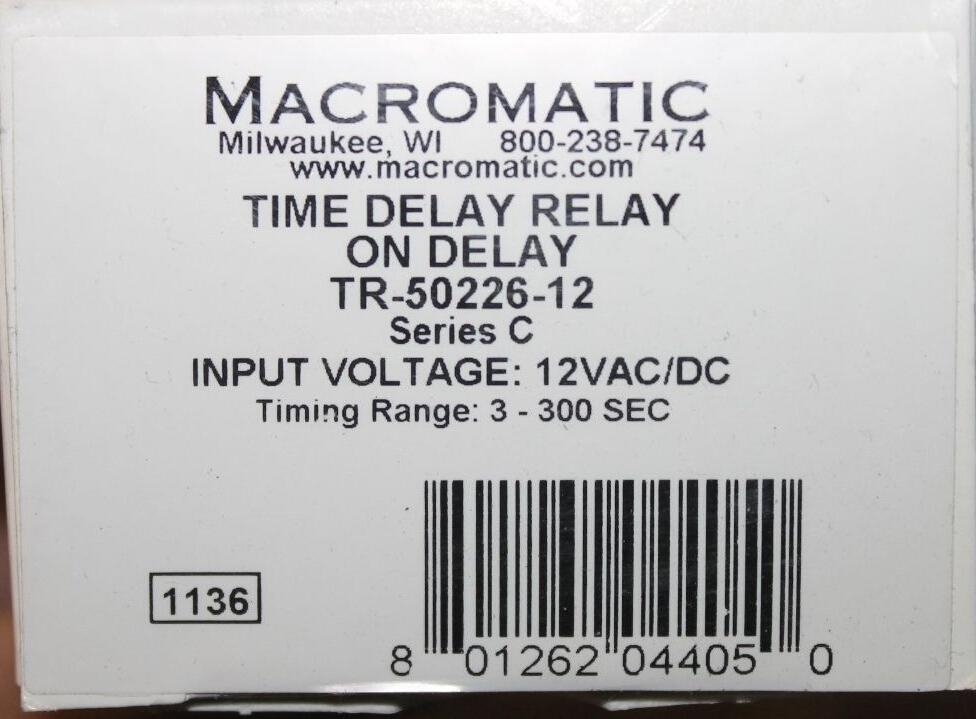 MACROMATIC
Milwaukee, WI 800-238-7474
www.macromatic.com
TIME DELAY RELAY
ON DELAY
TR-50226-12
Series C
INPUT VOLTAGE: 12VAC/DC
Timing Range: 3 - 300 SEC
1136
8 01262 04405 0